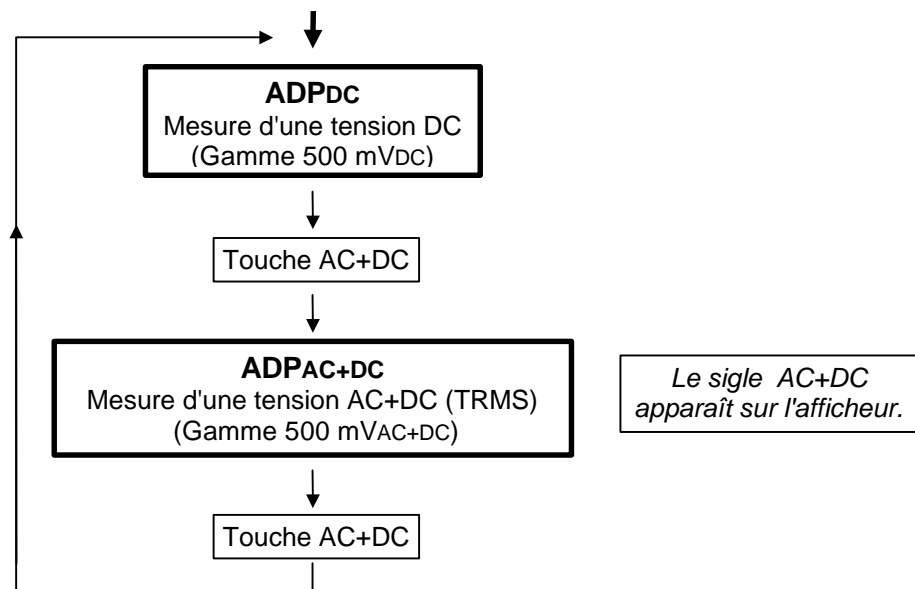 ADPDC
Mesure d'une tension DC
(Gamme 500 mVDC)
Touche AC+DC
ADPAC+DC
Mesure d'une tension AC+DC (TRMS)
(Gamme 500 mVAC+DC)
Le sigle AC+DC
apparaît sur l'afficheur.
Touche AC+DC